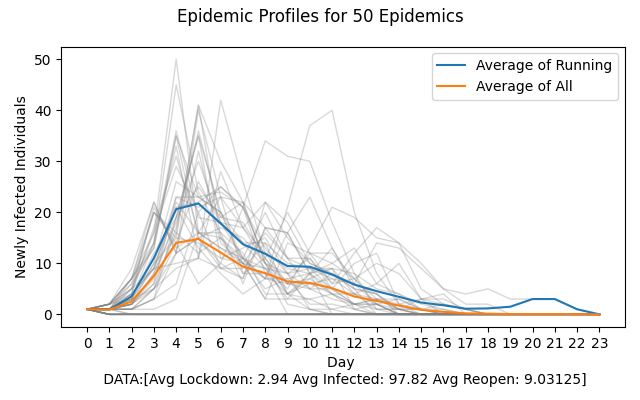 Epidemic Profiles for 50 Epidemics
Newly Infected Individuals
50
40
30
20
10
0
Average of Running
Average of All
0 1 2 3 4 5 6 7 8 9 10 11 12 13 14 15 16 17 18 19 20 21 22 23
Day
DATA:[Avg Lockdown: 2.94 Avg Infected: 97.82 Avg Reopen: 9.03125]